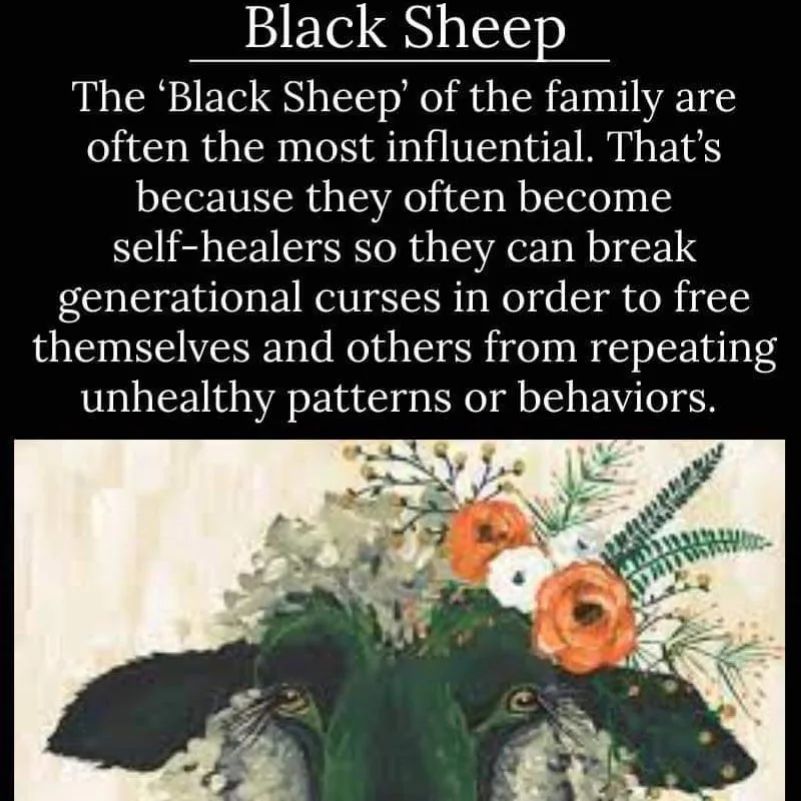 Black Sheep
The ‘Black Sheep’ of the family are
often the most influential. That’s
because they often become
self-healers so they can break
generational curses in order to free
themselves and others from repeating
unhealthy patterns or behaviors.